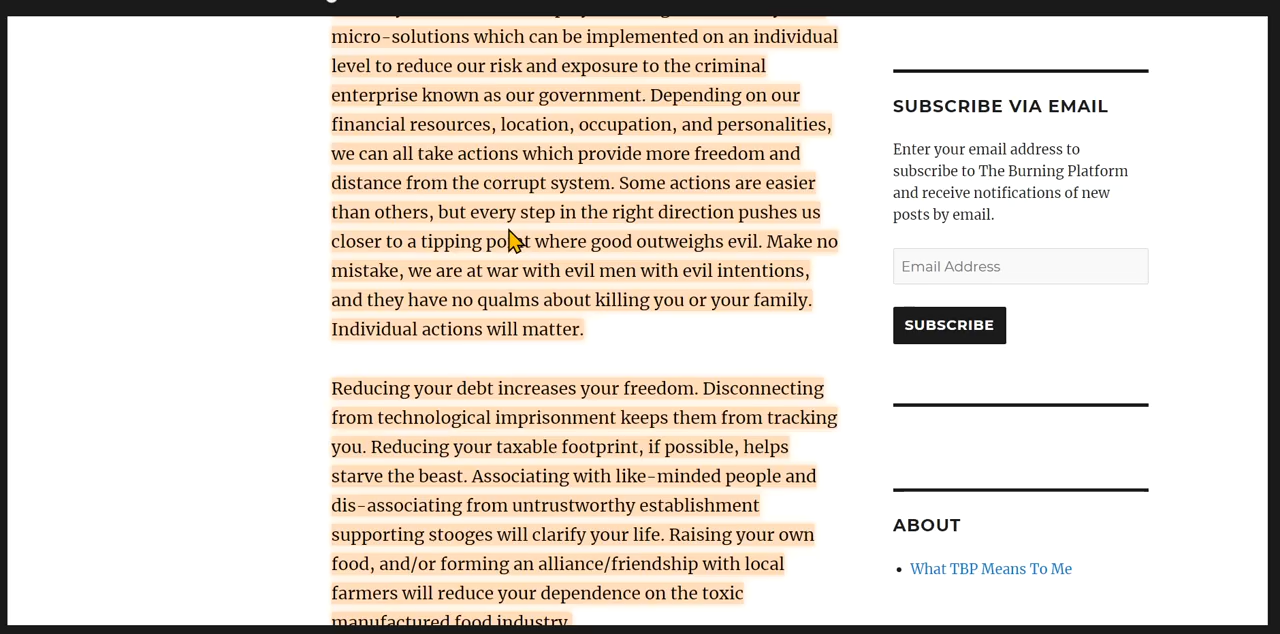 micro-solutions which can be implemented on an individual
level to reduce our risk and exposure to the criminal
enterprise known as our government. Depending on our
financial resources, location, occupation, and personalities,
we can all take actions which provide more freedom and
distance from the corrupt system. Some actions are easier
than others, but every step in the right direction pushes us
closer to a tipping point where good outweighs evil. Make no
mistake, we are at war with evil men with evil intentions,
and they have no qualms about killing you or your family.
Individual actions will matter.
Reducing your debt increases your freedom. Disconnecting
from technological imprisonment keeps them from tracking
you. Reducing your taxable footprint, if possible, helps
starve the beast. Associating with like-minded people and
dis-associating from untrustworthy establishment
supporting stooges will clarify your life. Raising your own
food, and/or forming an alliance/friendship with local
farmers will reduce your dependence on the toxic
manufactured food industry.
SUBSCRIBE VIA EMAIL
Enter your email address to
subscribe to The Burning Platform
and receive notifications of new
posts by email.
Email Address
SUBSCRIBE
ABOUT
What TBP Means To Me